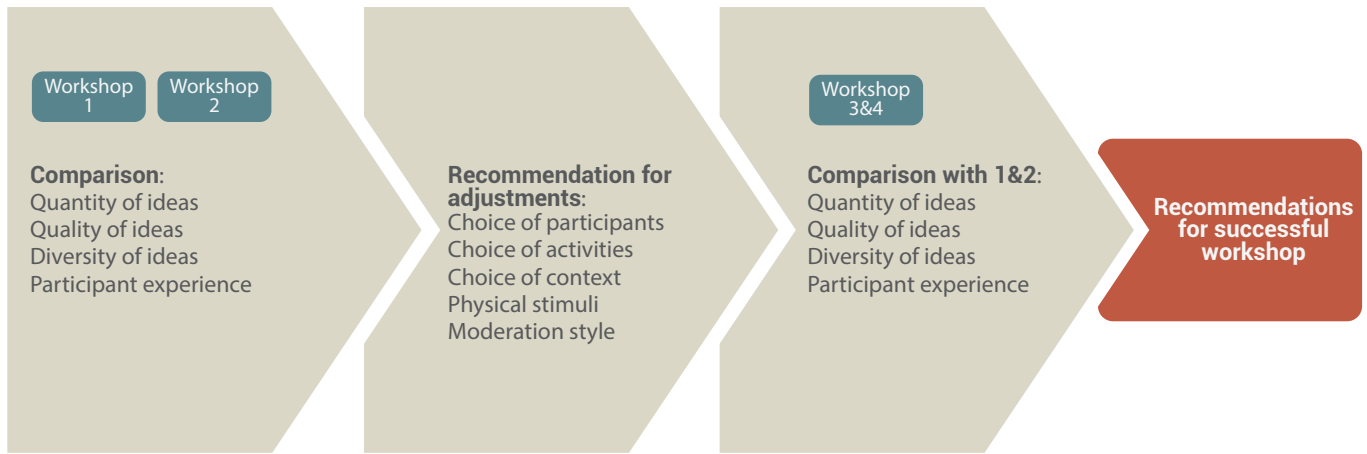 Workshop
1
Workshop
2
Comparison:
Quantity of ideas
Quality of ideas
Diversity of ideas
Participant experience
Recommendation for
adjustments:
Choice of participants
Choice of activities
Choice of context
Physical stimuli
Moderation style
Workshop
3&4
Comparison with 1&2:
Quantity of ideas
Quality of ideas
Diversity of ideas
Participant experience
Recommendations
for successful
workshop